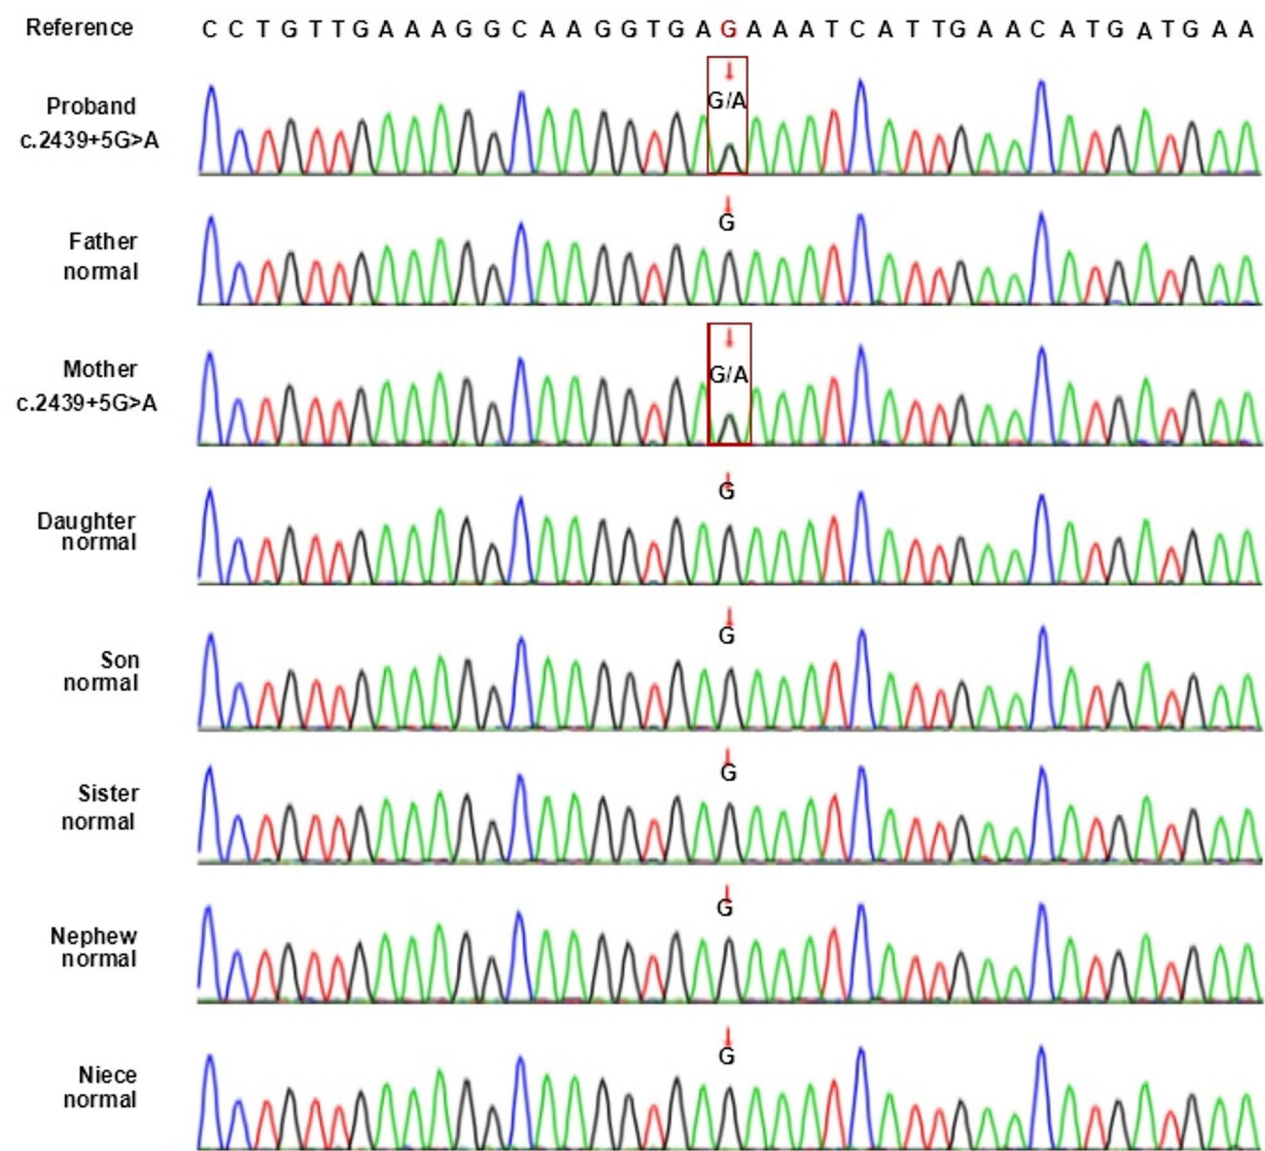 Reference C C T G T T G A A A G G C A A G G T G A G A A A T C A T T G A A C A T G A T G A A
Proband
c.2439+5G>A
G/A
Father
normal
G
Mother
c.2439+5G>A
G/A
Daughter
normal
G
Son
normal
G
Sister
normal
G
Nephew
normal
G
Niece
normal
G